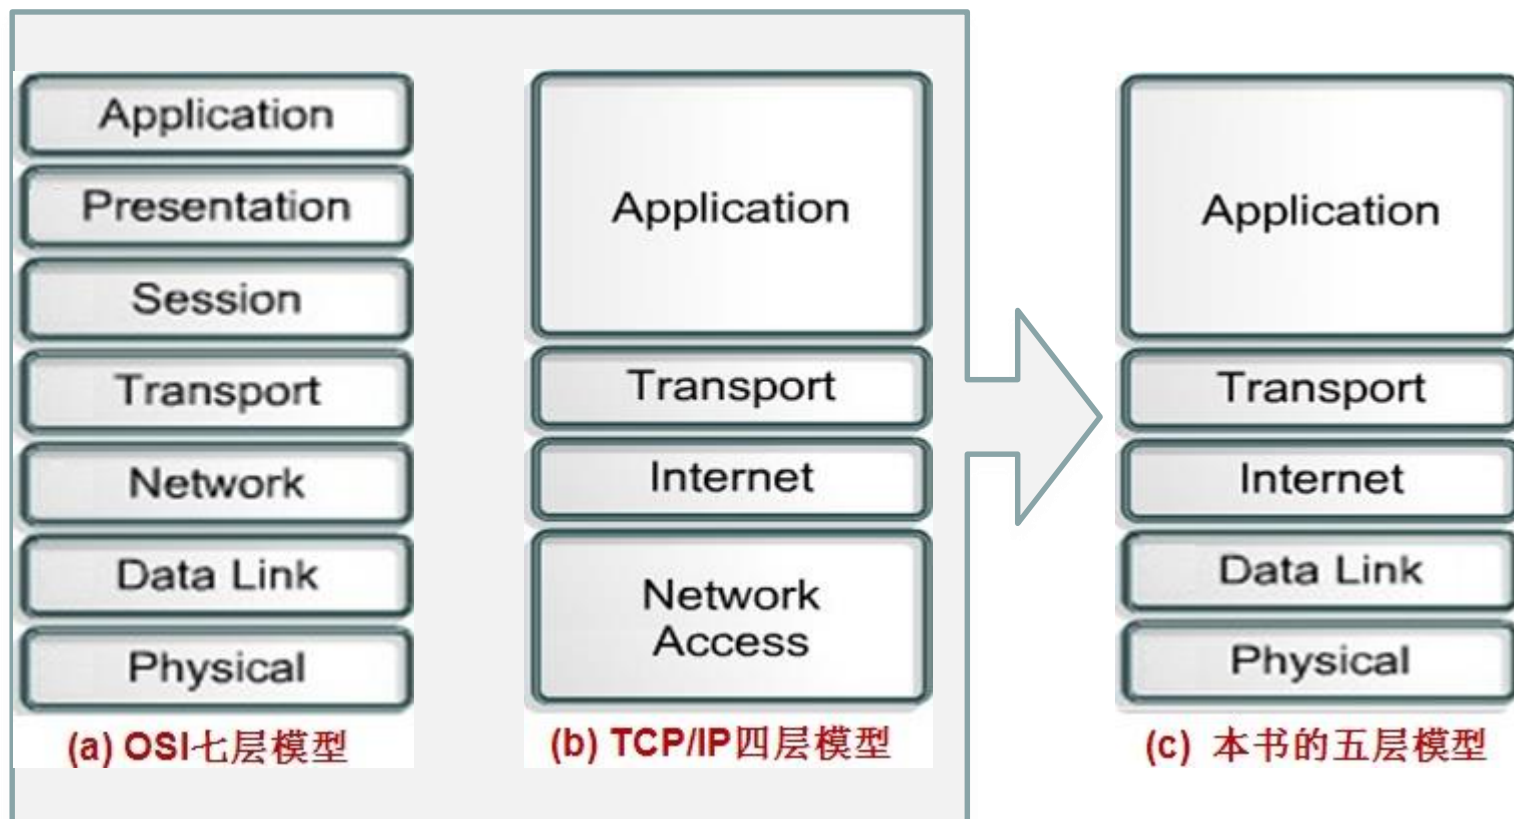 Application
Presentation
Session
Transport
Network
Data Link
Physical
(a) OSI七层模型
Application
Transport
Internet
Network
Access
(b) TCP/IP四层模型
Application
Transport
Internet
Data Link
Physical
(c) 本书的五层模型